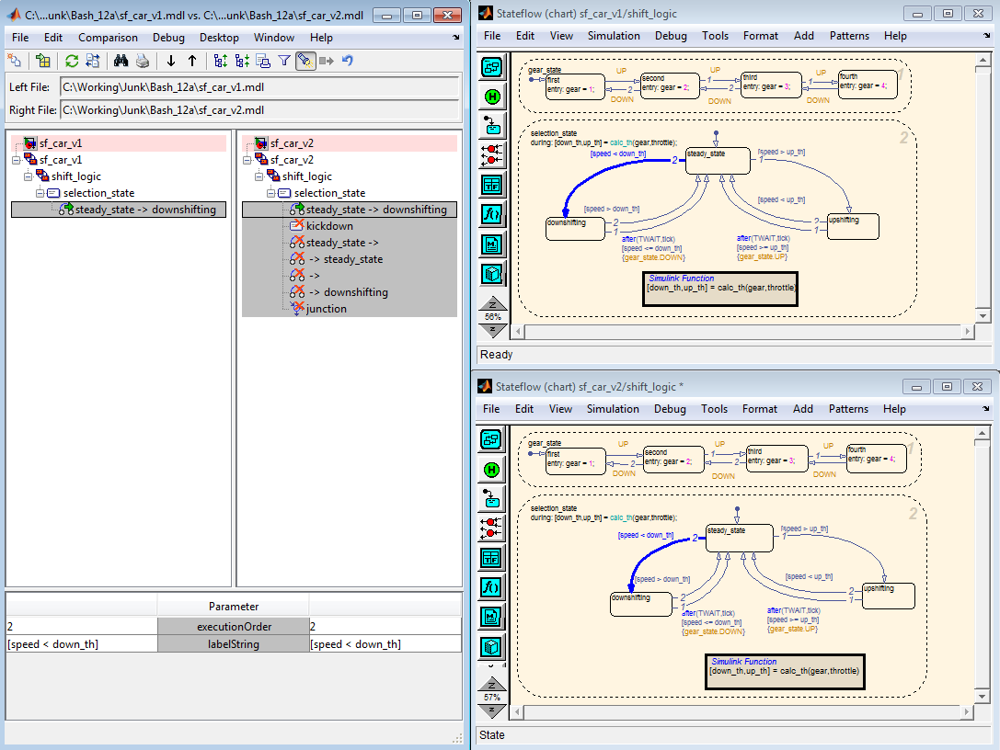 C:\...unk\Bash_12a\sf_car_v1.mdl vs. C:\...unk\Bash_12a\sf_car_v2.mdl
File Edit Comparison Debug Desktop Window Help
Left File: C:\Working\Junk\Bash_12a\sf_car_v1.mdl
Right File: C:\Working\Junk\Bash_12a\sf_car_v2.mdl
sf_car_v1
sf_car_v1
shift_logic
selection_state
steady_state -> downshifting
sf_car_v2
sf_car_v2
shift_logic
selection_state
steady_state -> downshifting
kickdown
steady_state ->
-> steady_state
->
-> downshifting
junction
Parameter
2 executionOrder 2
[speed < down_th] labelString [speed < down_th]
Stateflow (chart) sf_car_v1/shift_logic
File Edit View Simulation Debug Tools Format Add Patterns Help
gear_state
1
first
entry: gear = 1;
UP
2
DOWN
second
entry: gear = 2;
UP
1
2
DOWN
third
entry: gear = 3;
UP
1
2
DOWN
fourth
entry: gear = 4;
selection_state
during: [down_th,up_th] = calc_th(gear,throttle);
2
[speed < down_th]
2
steady_state
[speed > up_th]
1
[speed > down_th]
[speed < up_th]
downshifting
2
1
2
1
upshifting
after(TWAIT,tick)
[speed <= down_th]
{gear_state.DOWN}
after(TWAIT,tick)
[speed >= up_th]
{gear_state.UP}
Simulink Function
[down_th,up_th] = calc_th(gear,throttle)
56%
Ready
Stateflow (chart) sf_car_v2/shift_logic *
File Edit View Simulation Debug Tools Format Add Patterns Help
gear_state
1
first
entry: gear = 1;
UP
2
DOWN
second
entry: gear = 2;
UP
1
2
DOWN
third
entry: gear = 3;
UP
1
2
DOWN
fourth
entry: gear = 4;
selection_state
during: [down_th,up_th] = calc_th(gear,throttle);
2
[speed < down_th]
2
steady_state
[speed > up_th]
1
[speed > down_th]
[speed < up_th]
downshifting
2
1
2
1
upshifting
after(TWAIT,tick)
[speed <= down_th]
{gear_state.DOWN}
after(TWAIT,tick)
[speed >= up_th]
{gear_state.UP}
Simulink Function
[down_th,up_th] = calc_th(gear,throttle)
57%
State